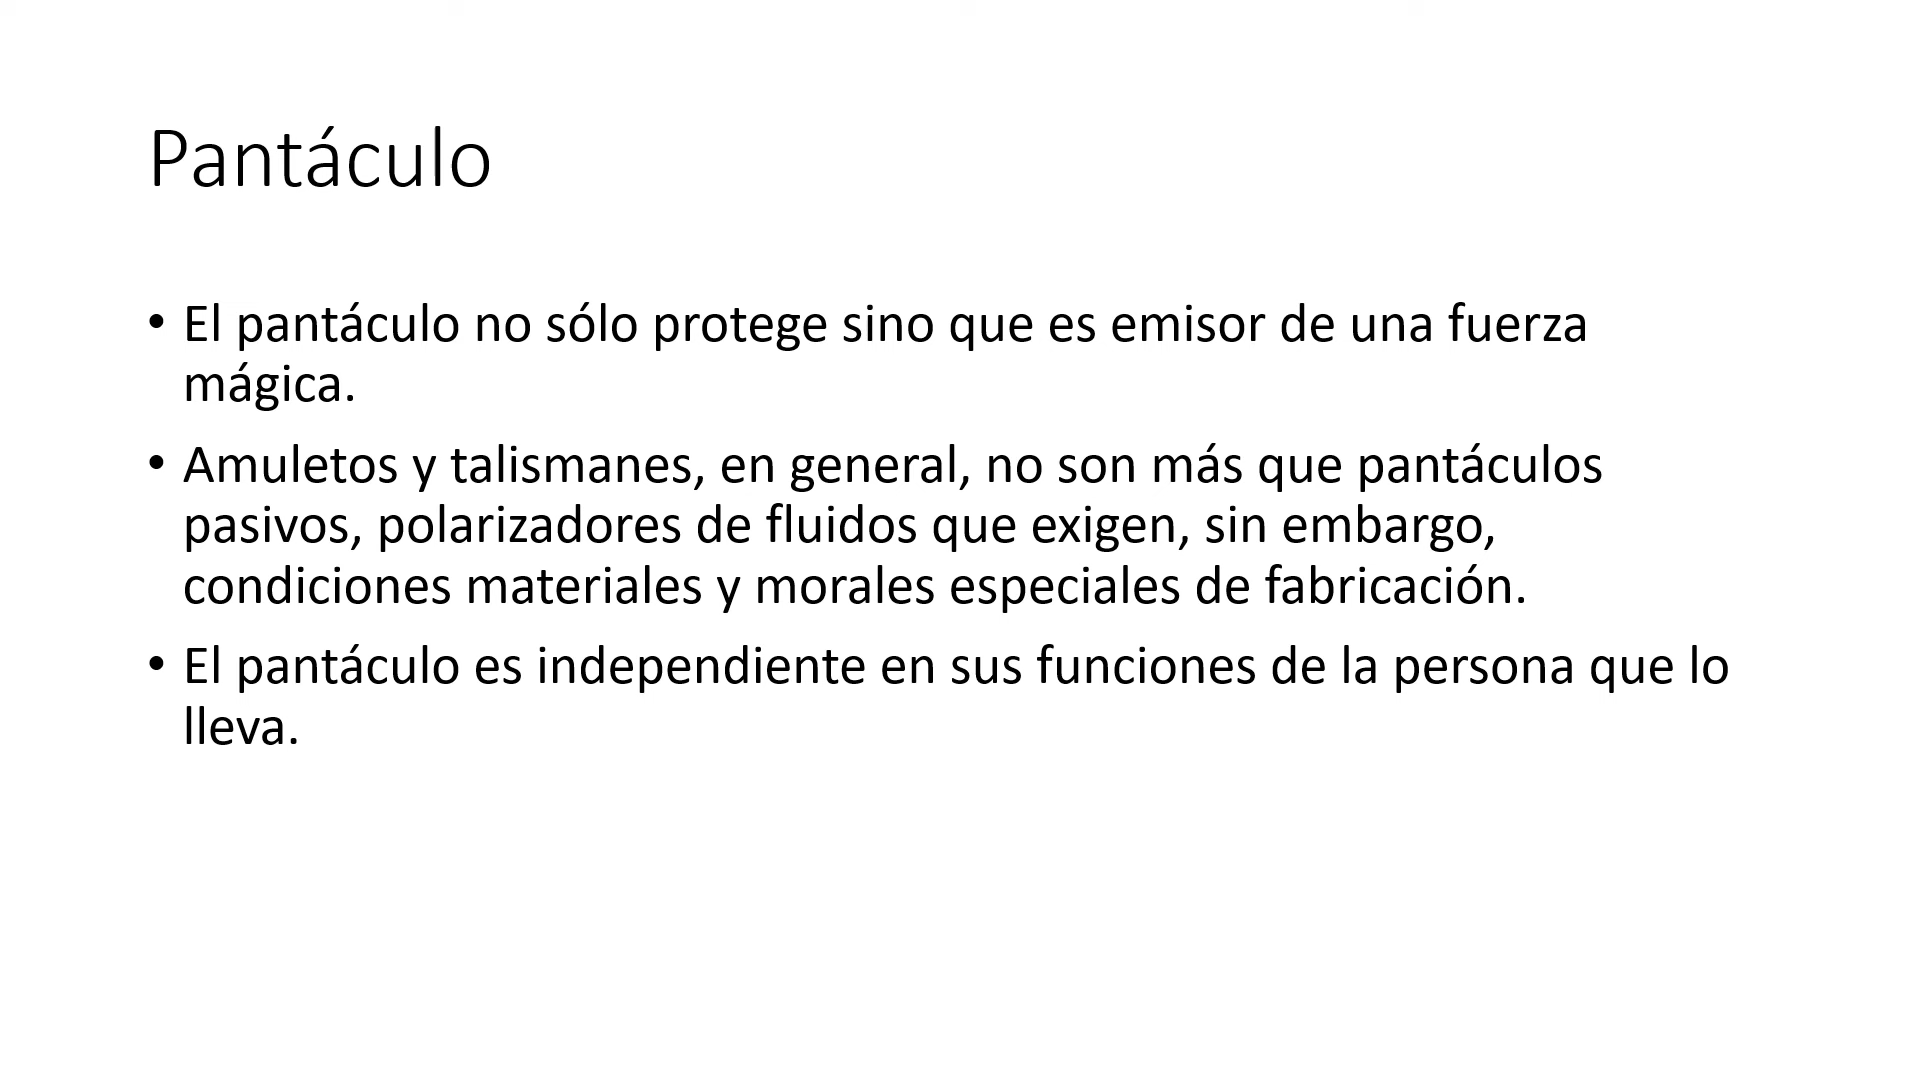 Pantáculo
• El pantáculo no sólo protege sino que es emisor de una fuerza
mágica.
• Amuletos y talismanes, en general, no son más que pantáculos
pasivos, polarizadores de fluidos que exigen, sin embargo,
condiciones materiales y morales especiales de fabricación.
• El pantáculo es independiente en sus funciones de la persona que lo
lleva.